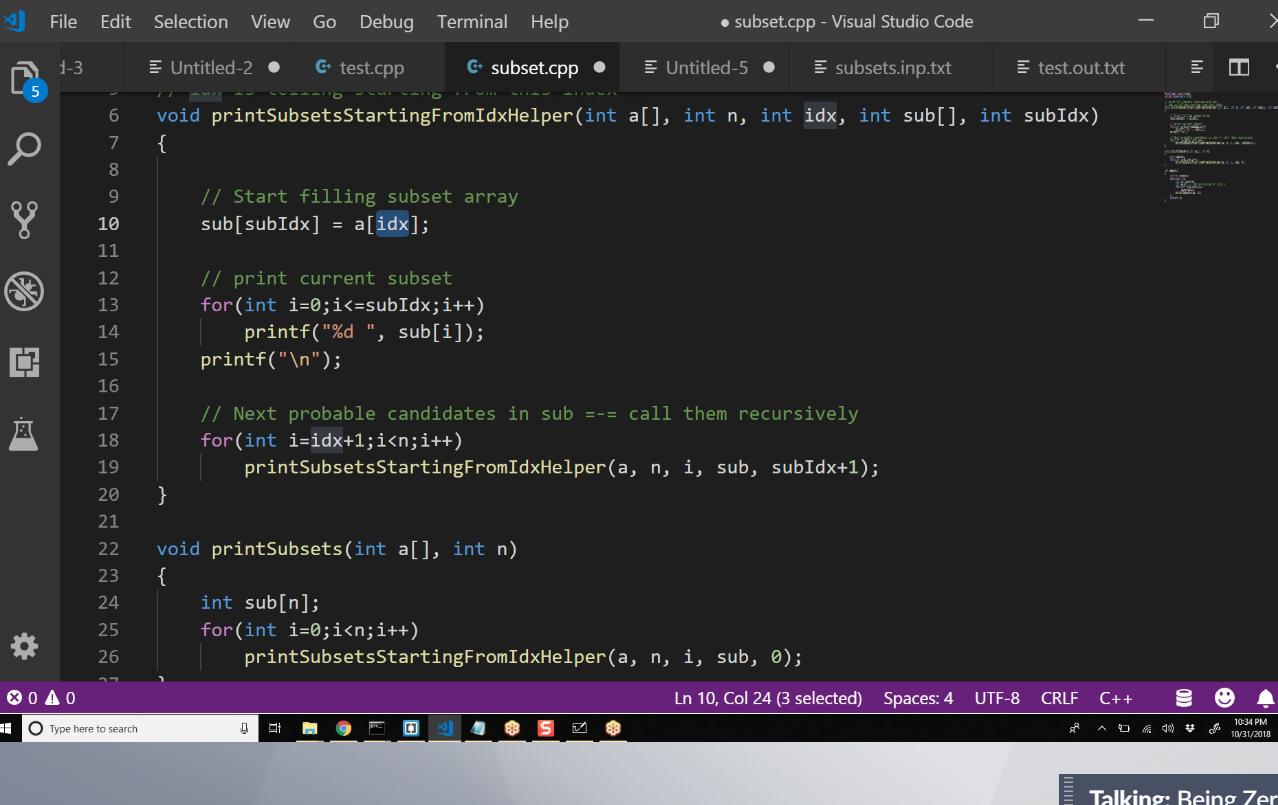 File Edit Selection View Go Debug Terminal Help ● subset.cpp - Visual Studio Code
d-3 Untitled-2 ● test.cpp subset.cpp ● Untitled-5 ● subsets.inp.txt test.out.txt
5
5 // idx is telling starting from this index
6 void printSubsetsStartingFromIdxHelper(int a[], int n, int idx, int sub[], int subIdx)
7 {
8
9 // Start filling subset array
10 sub[subIdx] = a[idx];
11
12 // print current subset
13 for(int i=0;i<=subIdx;i++)
14 printf("%d ", sub[i]);
15 printf("\n");
16
17 // Next probable candidates in sub =-= call them recursively
18 for(int i=idx+1;i<n;i++)
19 printSubsetsStartingFromIdxHelper(a, n, i, sub, subIdx+1);
20 }
21
22 void printSubsets(int a[], int n)
23 {
24 int sub[n];
25 for(int i=0;i<n;i++)
26 printSubsetsStartingFromIdxHelper(a, n, i, sub, 0);
27 }
0 0 Ln 10, Col 24 (3 selected) Spaces: 4 UTF-8 CRLF C++
Type here to search 10:34 PM
10/31/2018
Talking: Being Zer